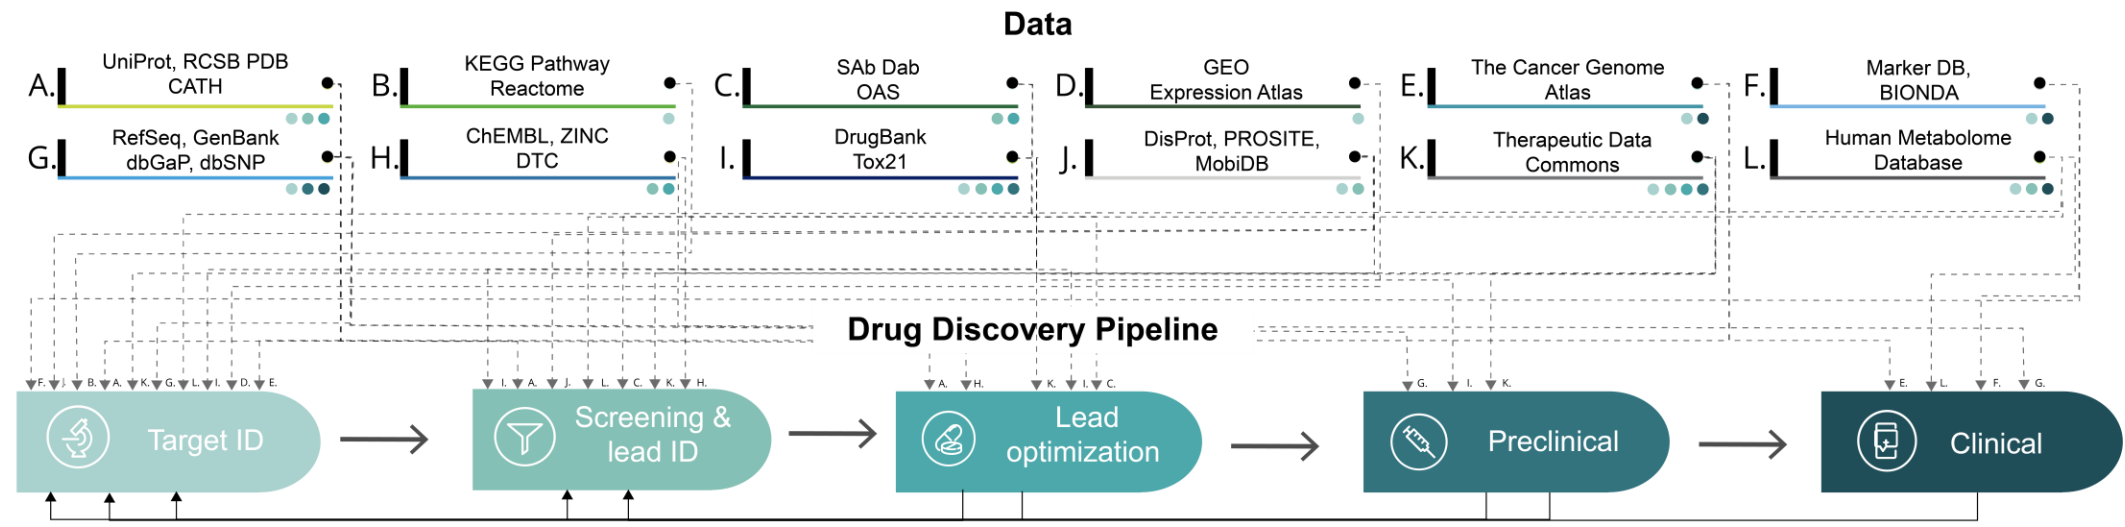 Data
A.
UniProt, RCSB PDB
CATH
B.
KEGG Pathway
Reactome
C.
SAb Dab
OAS
D.
GEO
Expression Atlas
E.
The Cancer Genome
Atlas
F.
Marker DB,
BIONDA
G.
RefSeq, GenBank
dbGaP, dbSNP
H.
ChEMBL, ZINC
DTC
I.
DrugBank
Tox21
J.
DisProt, PROSITE,
MobiDB
K.
Therapeutic Data
Commons
L.
Human Metabolome
Database
Drug Discovery Pipeline
F. J. B. A. K. G. L. I. D. E.
I. A. J. L. C. K. H.
A. H. K. I. C.
G. I. K.
E. L. F. G.
Target ID
Screening &
lead ID
Lead
optimization
Preclinical
Clinical